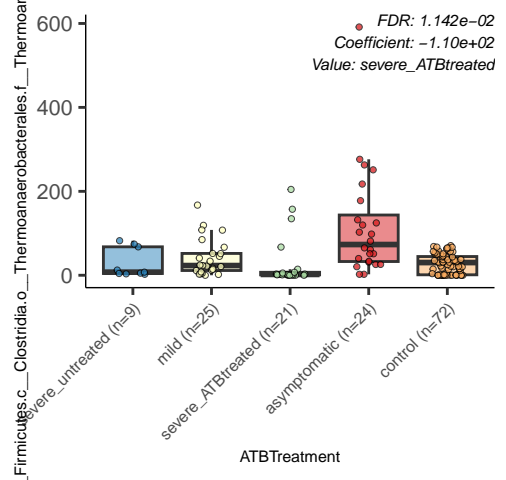 _Firmicutes.c__Clostridia.o__Thermoanaerobacterales.f__Thermoan
600
400
200
0
FDR: 1.142e−02
Coefficient: −1.10e+02
Value: severe_ATBtreated
severe_untreated (n=9)
mild (n=25)
severe_ATBtreated (n=21)
asymptomatic (n=24)
control (n=72)
ATBTreatment